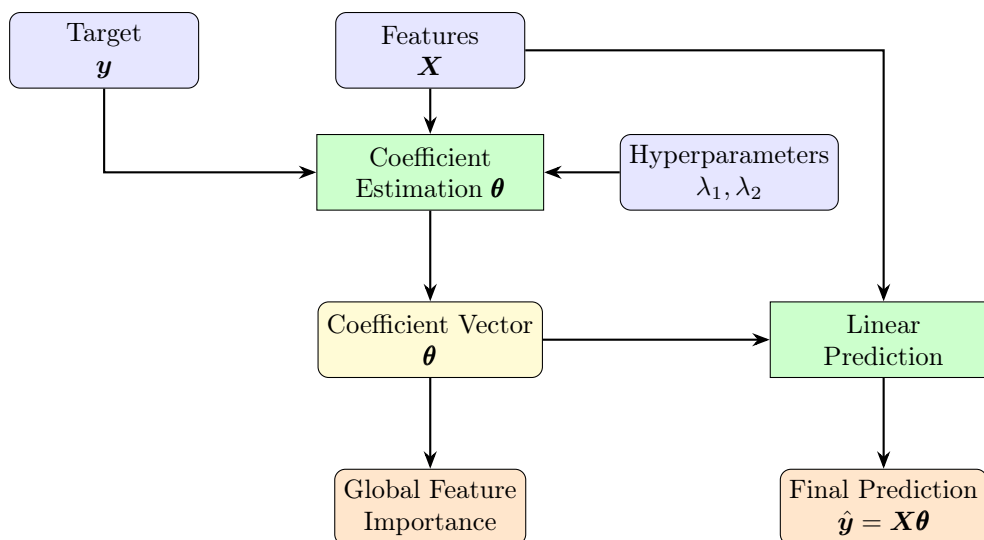 Target
y
Features
X
Coefficient
Estimation θ
Hyperparameters
λ₁, λ₂
Coefficient Vector
θ
Linear
Prediction
Global Feature
Importance
Final Prediction
ŷ = Xθ